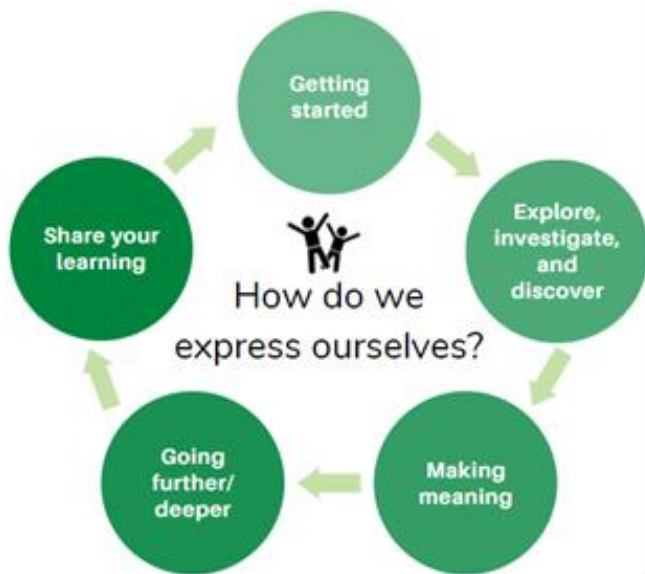 Getting
started
Explore,
investigate,
and
discover
Making
meaning
Going
further/
deeper
Share your
learning
How do we
express ourselves?